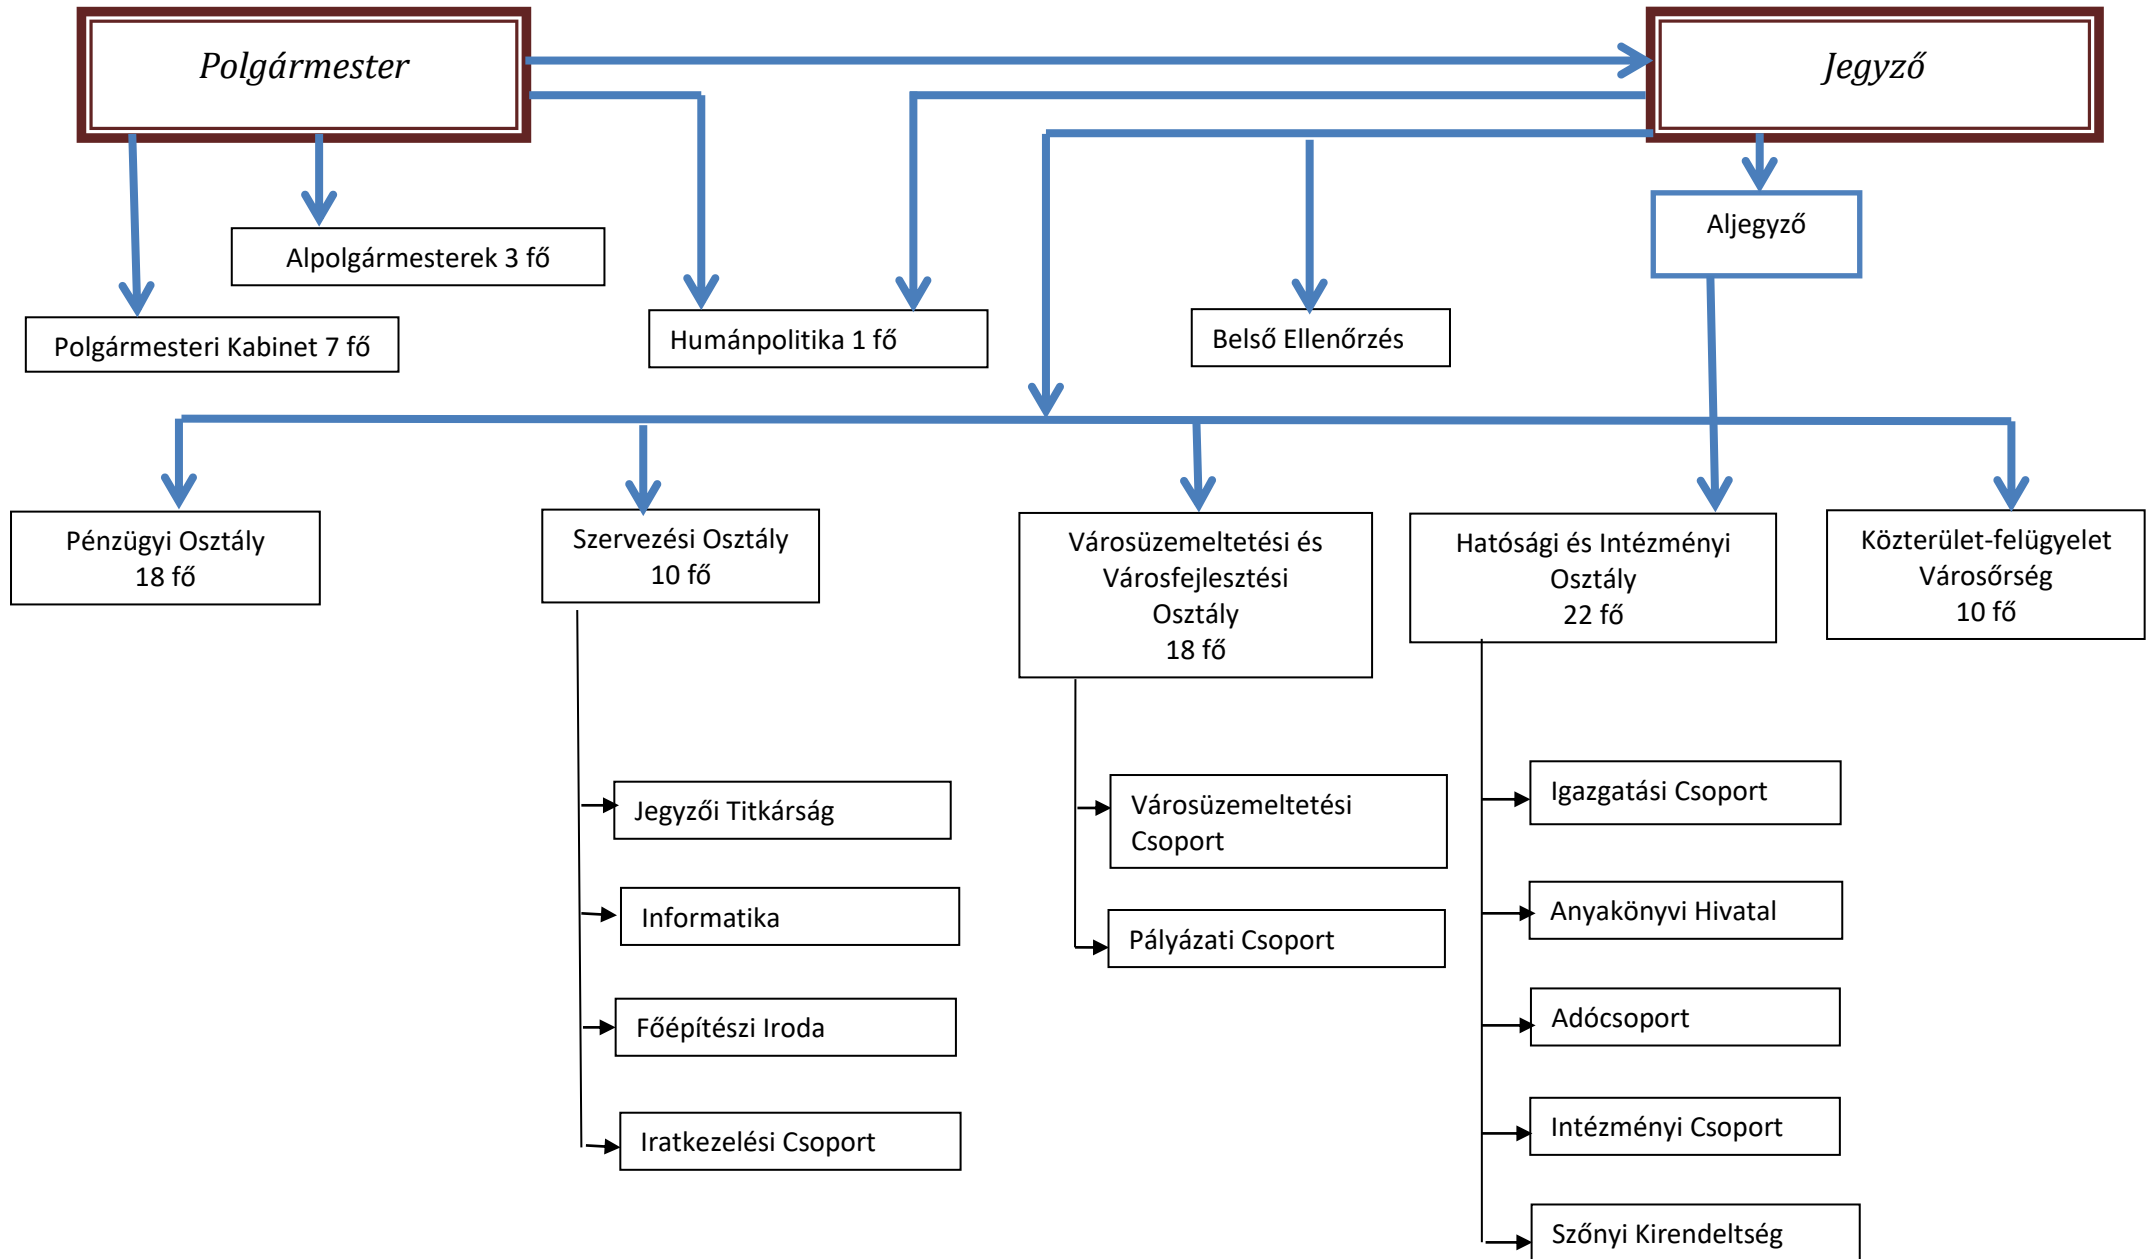 Polgármester
Jegyző
Aljegyző
Alpolgármesterek 3 fő
Polgármesteri Kabinet 7 fő
Humánpolitika 1 fő
Belső Ellenőrzés
Pénzügyi Osztály
18 fő
Szervezési Osztály
10 fő
Városüzemeltetési és
Városfejlesztési
Osztály
18 fő
Hatósági és Intézményi
Osztály
22 fő
Közterület-felügyelet
Városőrség
10 fő
Jegyzői Titkárság
Informatika
Főépítészi Iroda
Iratkezelési Csoport
Városüzemeltetési
Csoport
Pályázati Csoport
Igazgatási Csoport
Anyakönyvi Hivatal
Adócsoport
Intézményi Csoport
Szőnyi Kirendeltség